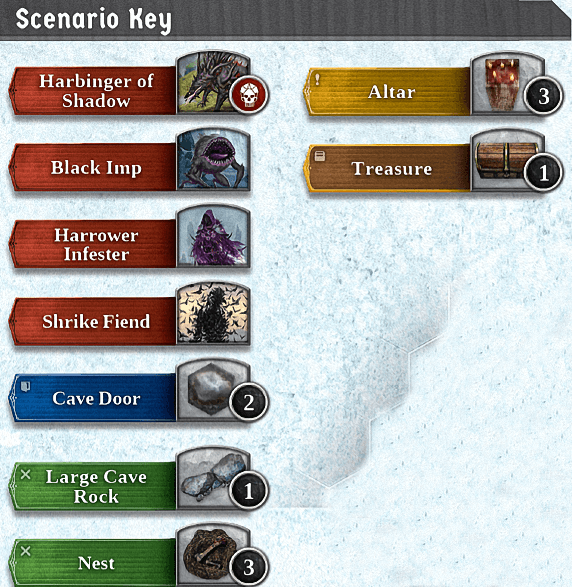 Scenario Key
Harbinger of
Shadow
Black Imp
Harrower
Infester
Shrike Fiend
Cave Door
2
Large Cave
Rock
1
Nest
3
!
Altar
3
Treasure
1